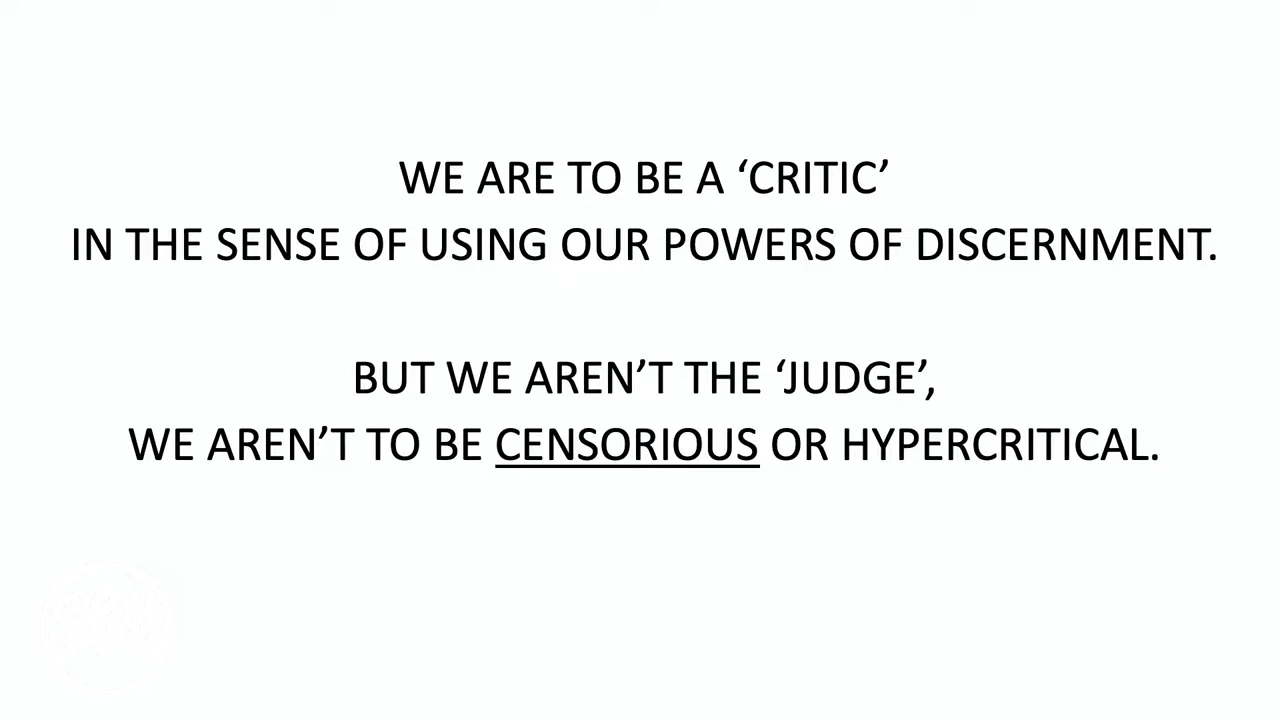 WE ARE TO BE A ‘CRITIC’
IN THE SENSE OF USING OUR POWERS OF DISCERNMENT.
BUT WE AREN’T THE ‘JUDGE’,
WE AREN’T TO BE CENSORIOUS OR HYPERCRITICAL.